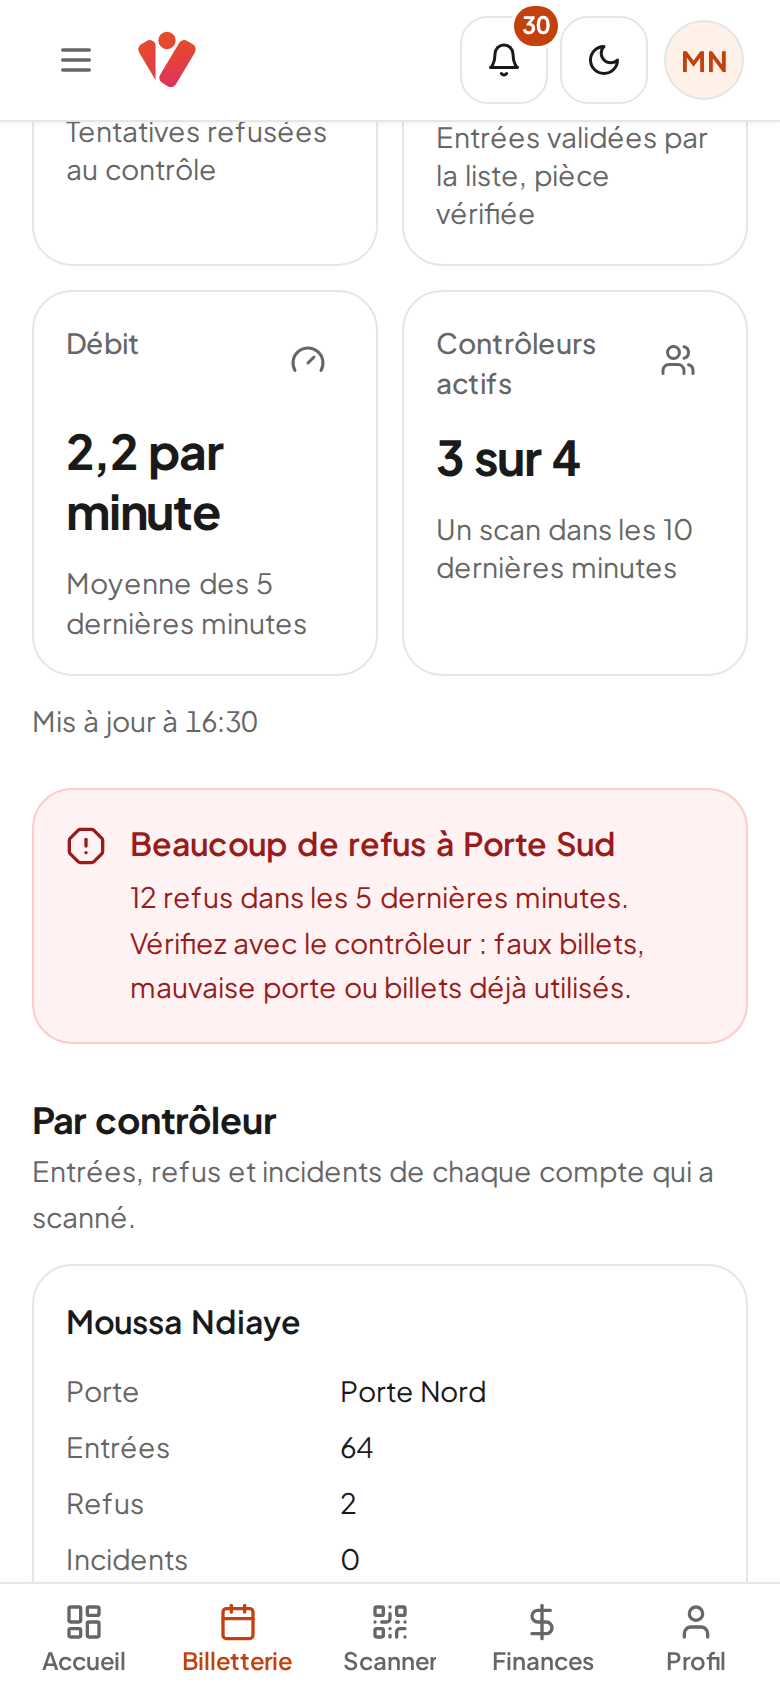 30
MN
Tentatives refusées
au contrôle
Entrées validées par
la liste, pièce
vérifiée
Débit
2,2 par
minute
Moyenne des 5
dernières minutes
Contrôleurs
actifs
3 sur 4
Un scan dans les 10
dernières minutes
Mis à jour à 16:30
Beaucoup de refus à Porte Sud
12 refus dans les 5 dernières minutes.
Vérifiez avec le contrôleur : faux billets,
mauvaise porte ou billets déjà utilisés.
Par contrôleur
Entrées, refus et incidents de chaque compte qui a
scanné.
Moussa Ndiaye
Porte Porte Nord
Entrées 64
Refus 2
Incidents 0
Accueil Billetterie Scanner Finances Profil